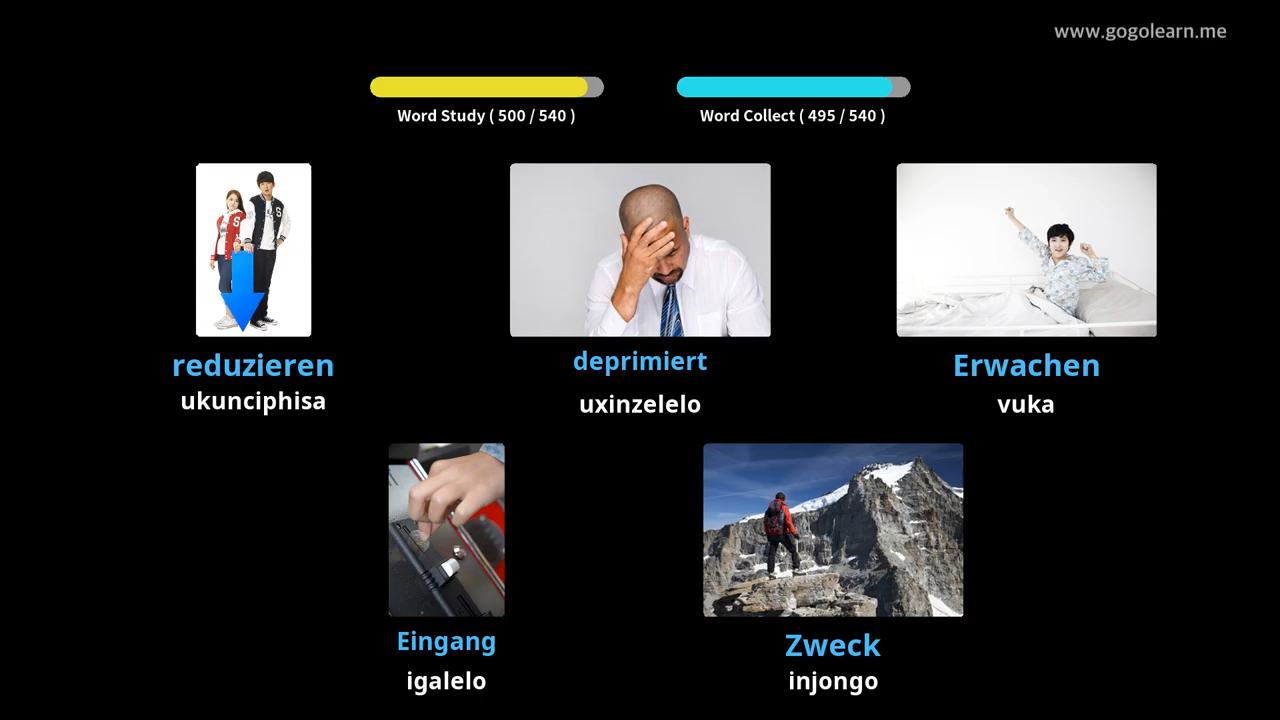 www.gogolearn.me
Word Study ( 500 / 540 )
Word Collect ( 495 / 540 )
reduzieren
ukunciphisa
deprimiert
uxinzelelo
Erwachen
vuka
Eingang
igalelo
Zweck
injongo